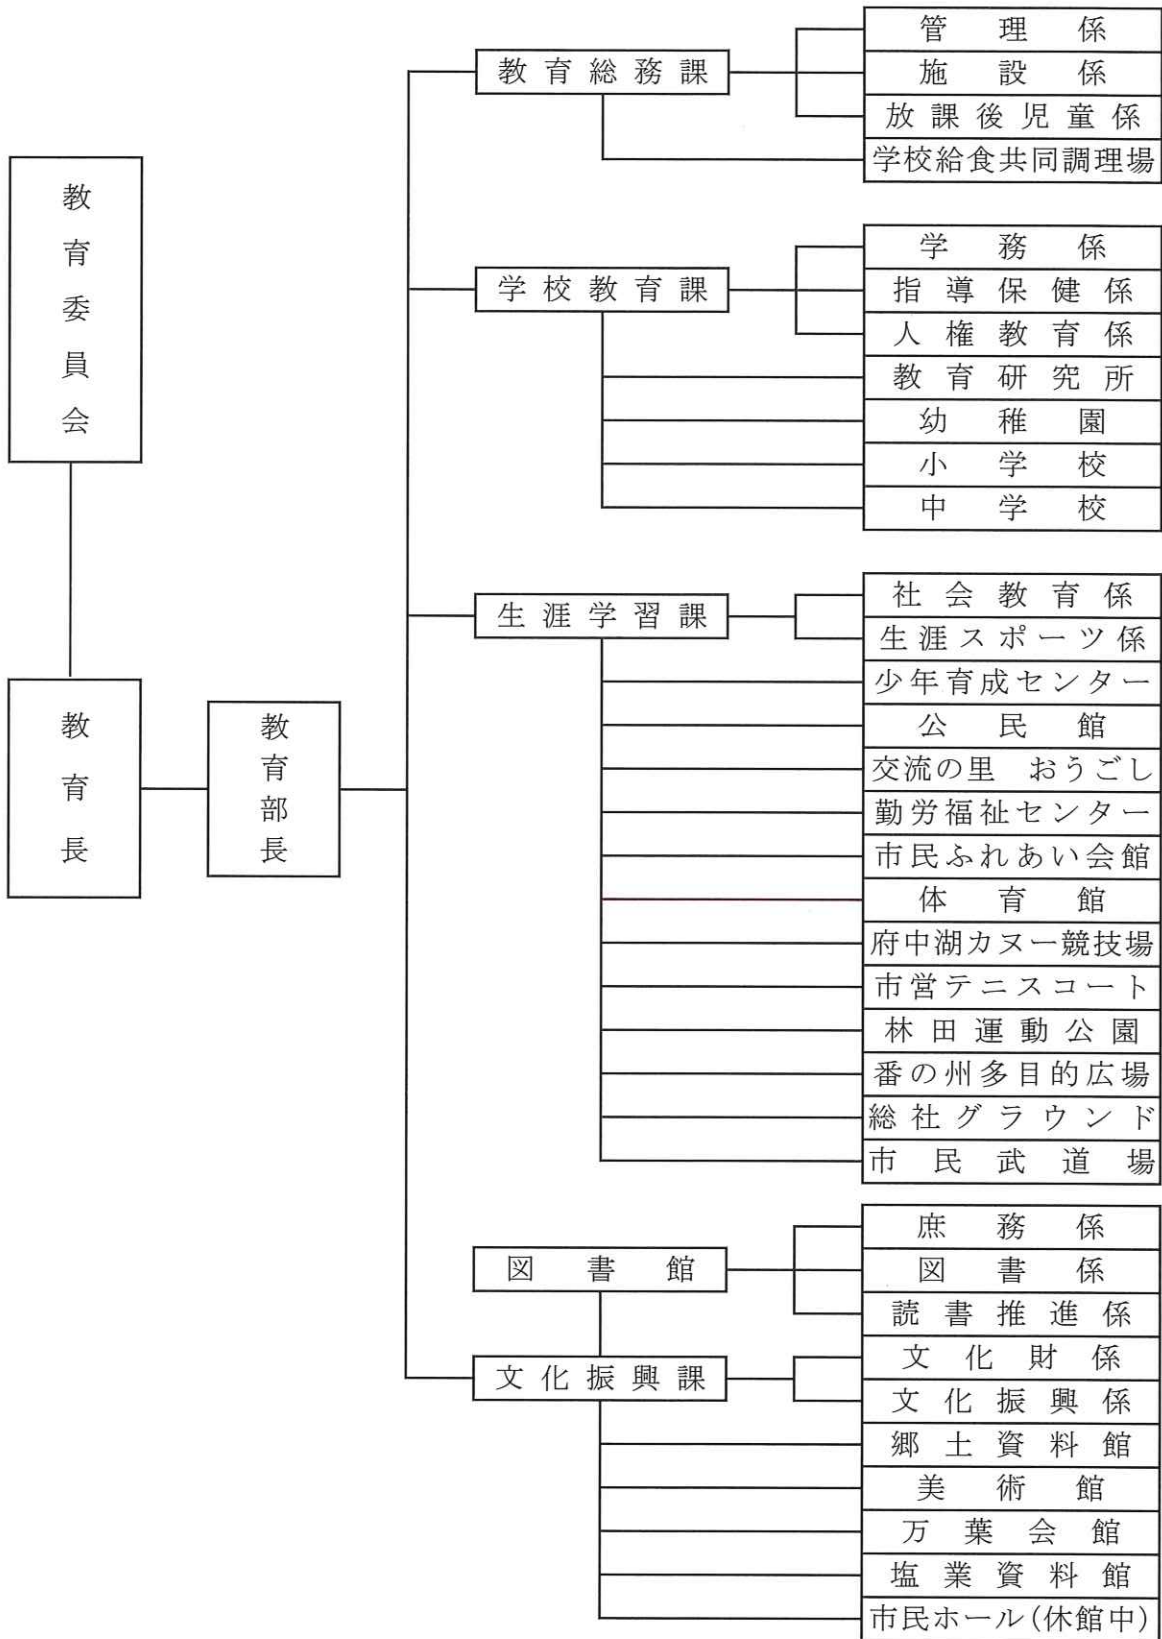 教育委員会
教育長
教育部長
教育総務課
管理係
施設係
放課後児童係
学校給食共同調理場
学校教育課
学務係
指導保健係
人権教育係
教育研究所
幼稚園
小学校
中学校
生涯学習課
社会教育係
生涯スポーツ係
少年育成センター
公民館
交流の里　おうごし
勤労福祉センター
市民ふれあい会館
体育館
府中湖カヌー競技場
市営テニスコート
林田運動公園
番の州多目的広場
総社グラウンド
市民武道場
図書館
庶務係
図書係
読書推進係
文化振興課
文化財係
文化振興係
郷土資料館
美術館
万葉会館
塩業資料館
市民ホール(休館中)